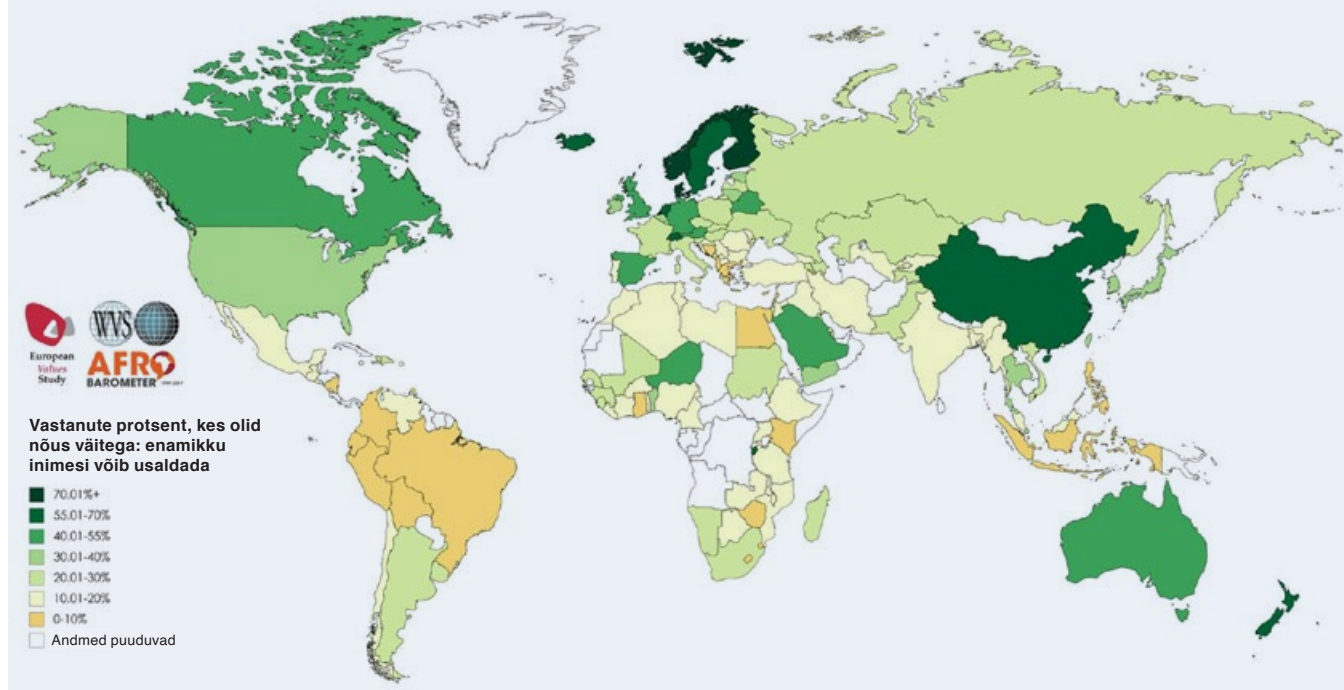 European
Values
Study
WVS
AFRO
BAROMETER
Vastanute protsent, kes olid
nõus väitega: enamikku
inimesi võib usaldada
70.01%+
55.01-70%
40.01-55%
30.01-40%
20.01-30%
10.01-20%
0-10%
Andmed puuduvad